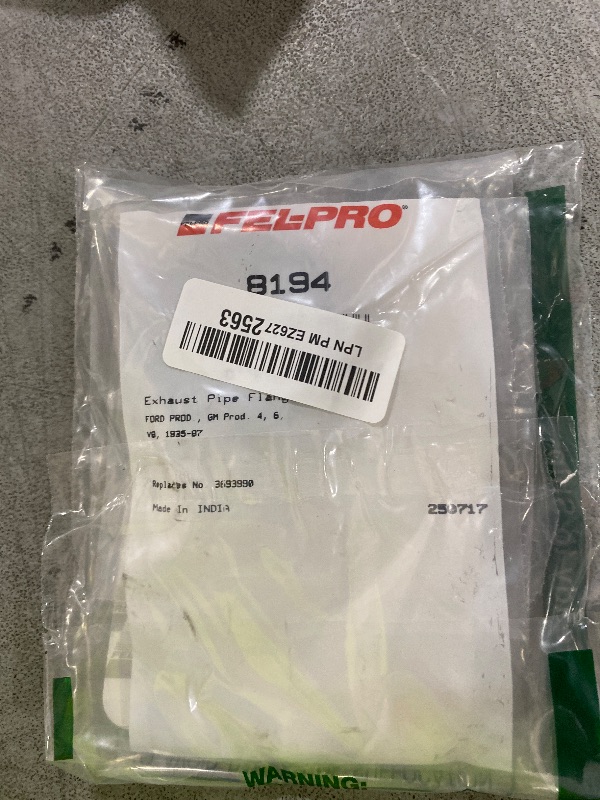 FEL-PRO®
8194
LPN PM EZ627 2563
Exhaust Pipe Flang
FORD PROD , GM Prod. 4, 6,
V8, 1935-87
Replaces No 3693990
Made In INDIA
250717
WARNING: